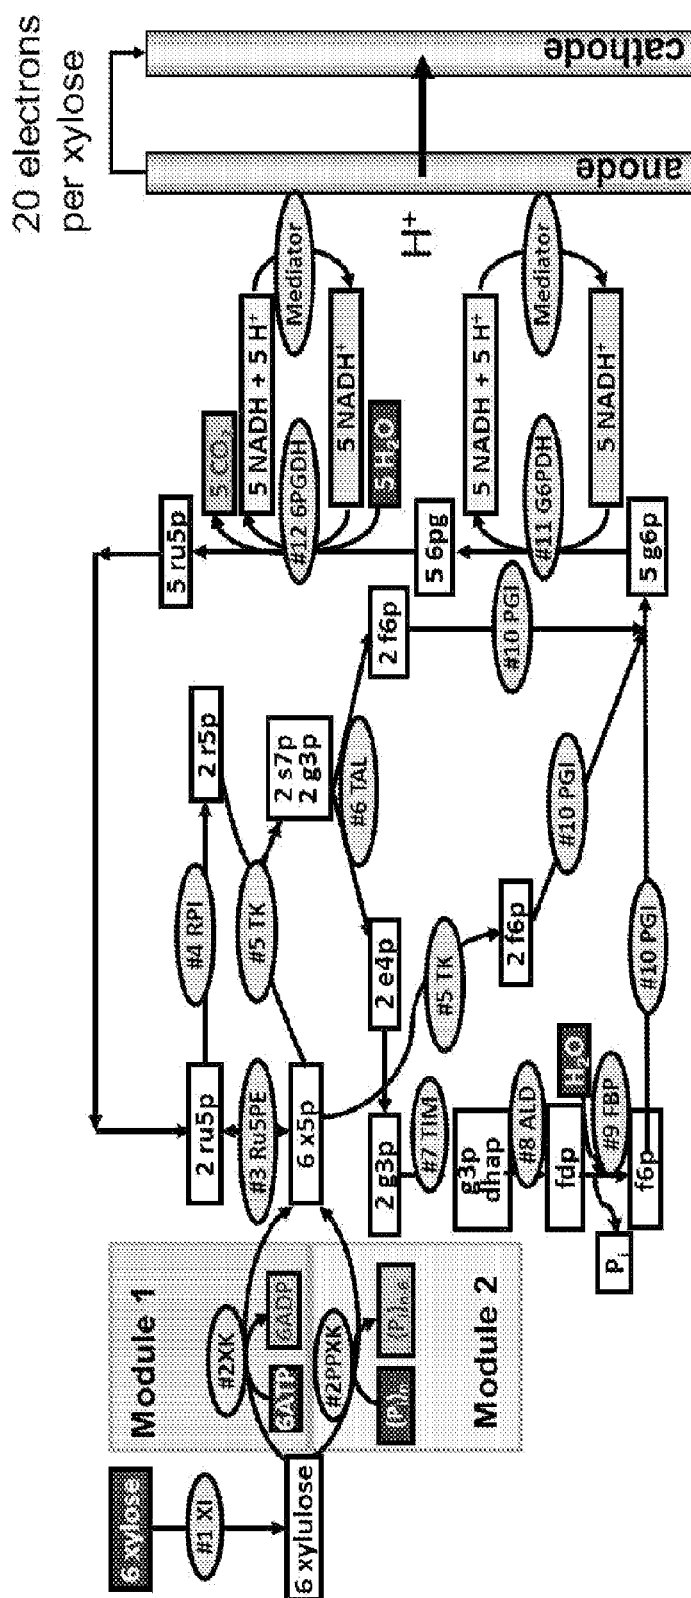 6 xylose
#1 XI
6 xylulose
Module 1
#2XK
6ATP
6ADP
#2PPXK
Module 2
2 ru5p
#3 Ru5PE
6 x5p
#4 RPI
2 r5p
#5 TK
2 s7p
2 g3p
#6 TAL
2 e4p
2 f6p
#5 TK
2 f6p
2 g3p
#7 TIM
g3p
dhap
#8 ALD
fdp
H₂O
#9 FBP
f6p
Pi
#10 PGI
#10 PGI
#10 PGI
5 g6p
#11 G6PDH
5 NADH + 5 H⁺
5 NADH⁺
Mediator
5 6pg
#12 6PGDH
5 H₂O
5 CO₂
5 NADH + 5 H⁺
5 NADH⁺
Mediator
5 ru5p
20 electrons
per xylose
H⁺
anode
cathode